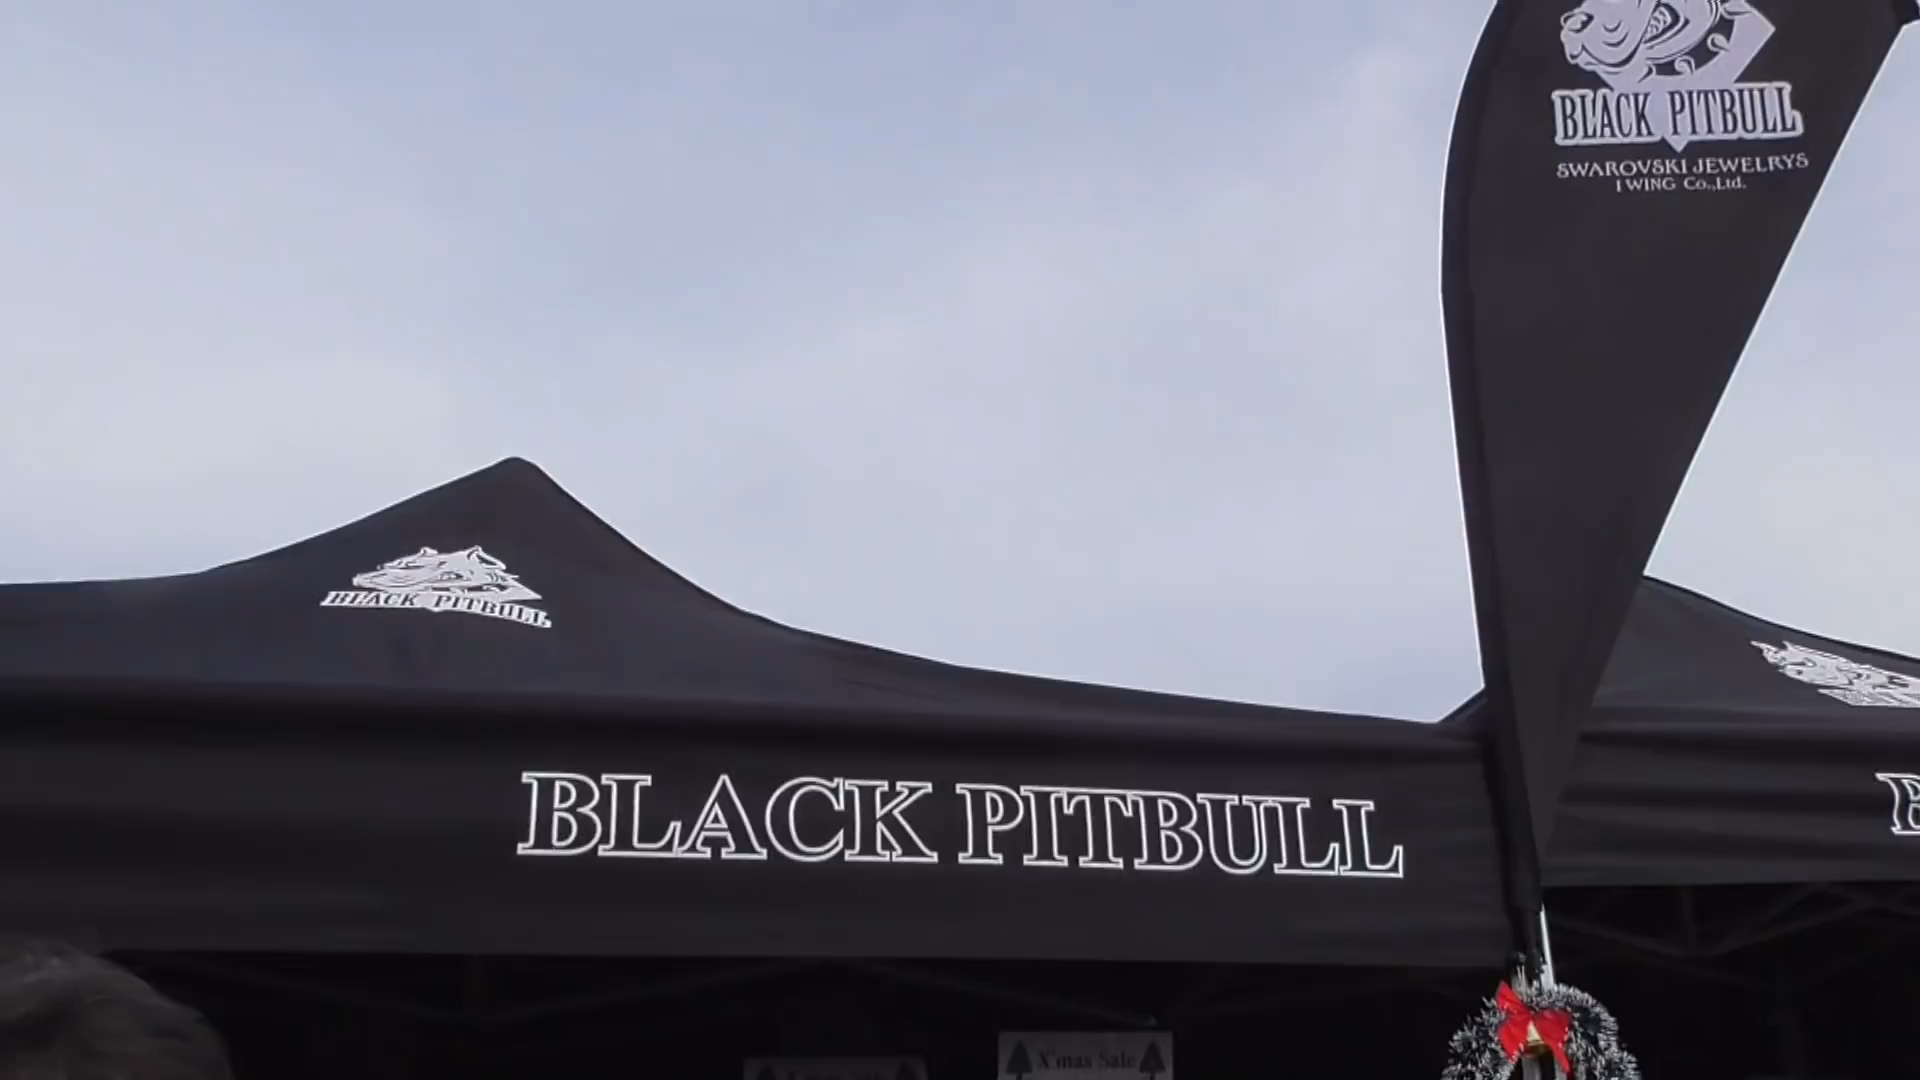 BLACK PITBULL
SWAROVSKI JEWELRYS
I WING Co.,Ltd.
BLACK PITBULL
BLACK PITBULL
B
X'mas Sale